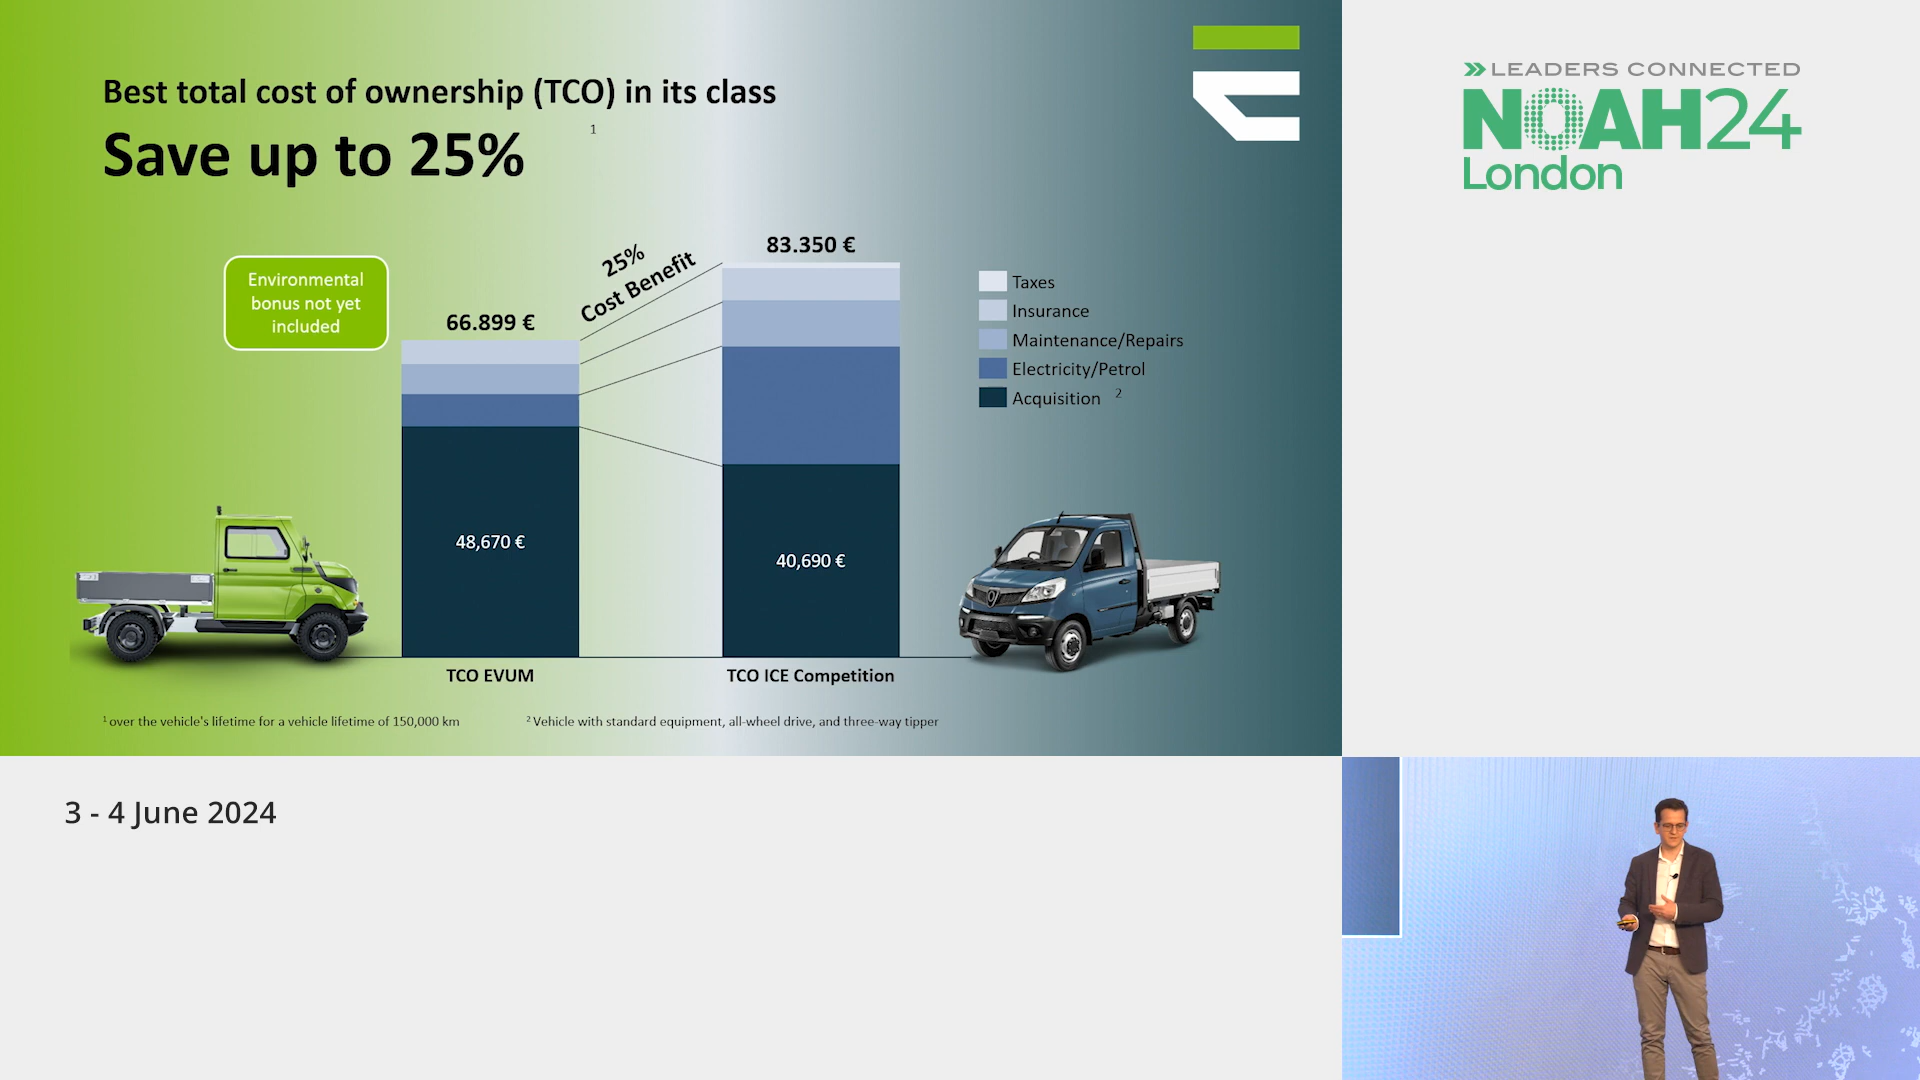 Best total cost of ownership (TCO) in its class
Save up to 25% 1
Environmental
bonus not yet
included
66.899 €
25%
Cost Benefit
83.350 €
Taxes
Insurance
Maintenance/Repairs
Electricity/Petrol
Acquisition 2
48,670 €
40,690 €
TCO EVUM
TCO ICE Competition
1 over the vehicle's lifetime for a vehicle lifetime of 150,000 km
2 Vehicle with standard equipment, all-wheel drive, and three-way tipper
LEADERS CONNECTED
NOAH24
London
3 - 4 June 2024